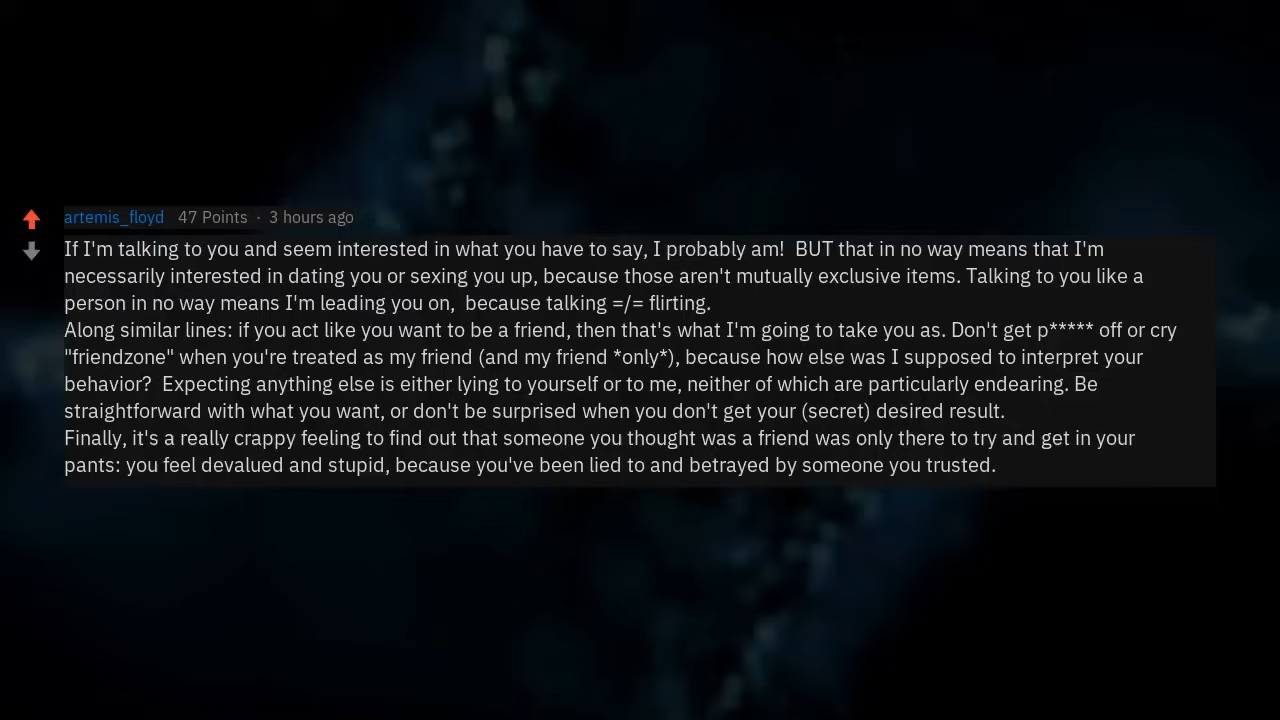 artemis_floyd 47 Points · 3 hours ago
If I'm talking to you and seem interested in what you have to say, I probably am!  BUT that in no way means that I'm
necessarily interested in dating you or sexing you up, because those aren't mutually exclusive items. Talking to you like a
person in no way means I'm leading you on,  because talking =/= flirting.
Along similar lines: if you act like you want to be a friend, then that's what I'm going to take you as. Don't get p***** off or cry
"friendzone" when you're treated as my friend (and my friend *only*), because how else was I supposed to interpret your
behavior?  Expecting anything else is either lying to yourself or to me, neither of which are particularly endearing. Be
straightforward with what you want, or don't be surprised when you don't get your (secret) desired result.
Finally, it's a really crappy feeling to find out that someone you thought was a friend was only there to try and get in your
pants: you feel devalued and stupid, because you've been lied to and betrayed by someone you trusted.